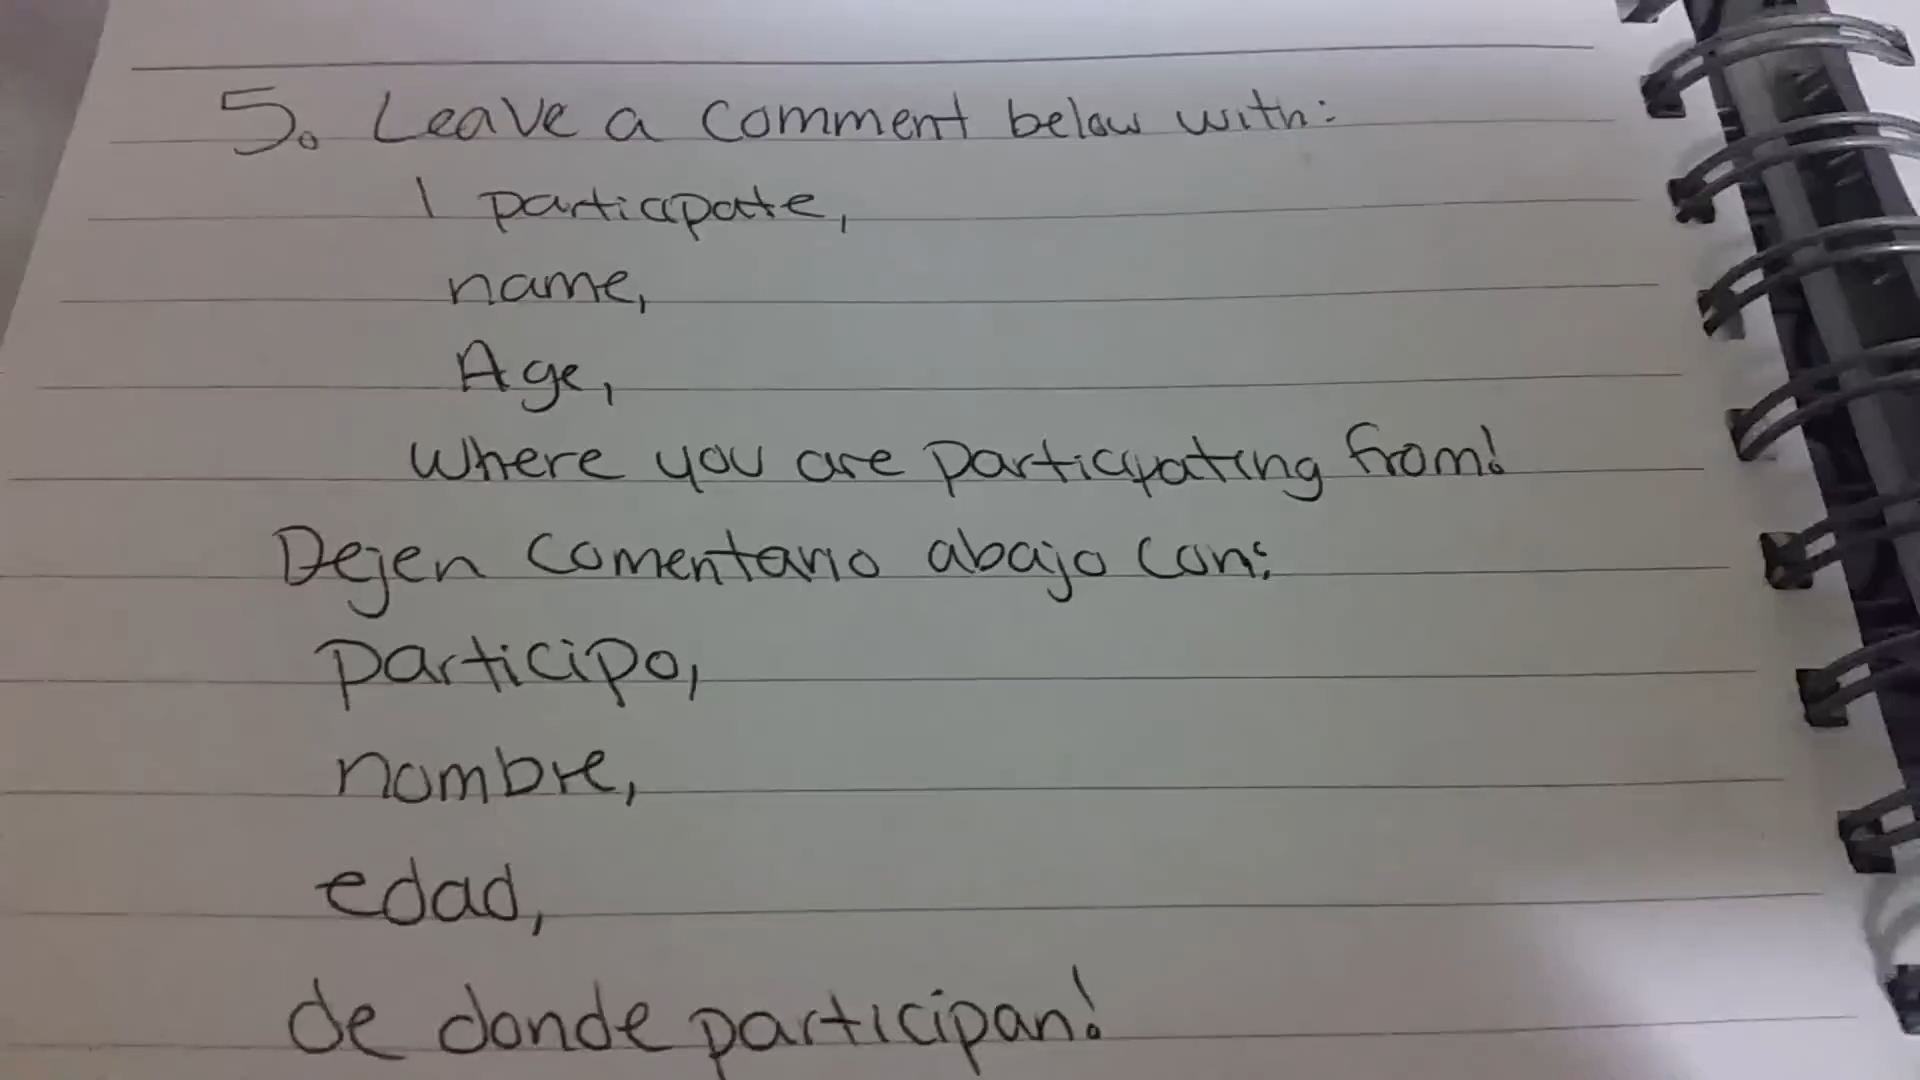 5. Leave a comment below with:
I participate,
name,
Age,
Where you are participating from!
Dejen comentario abajo con:
participo,
nombre,
edad,
de donde participan!